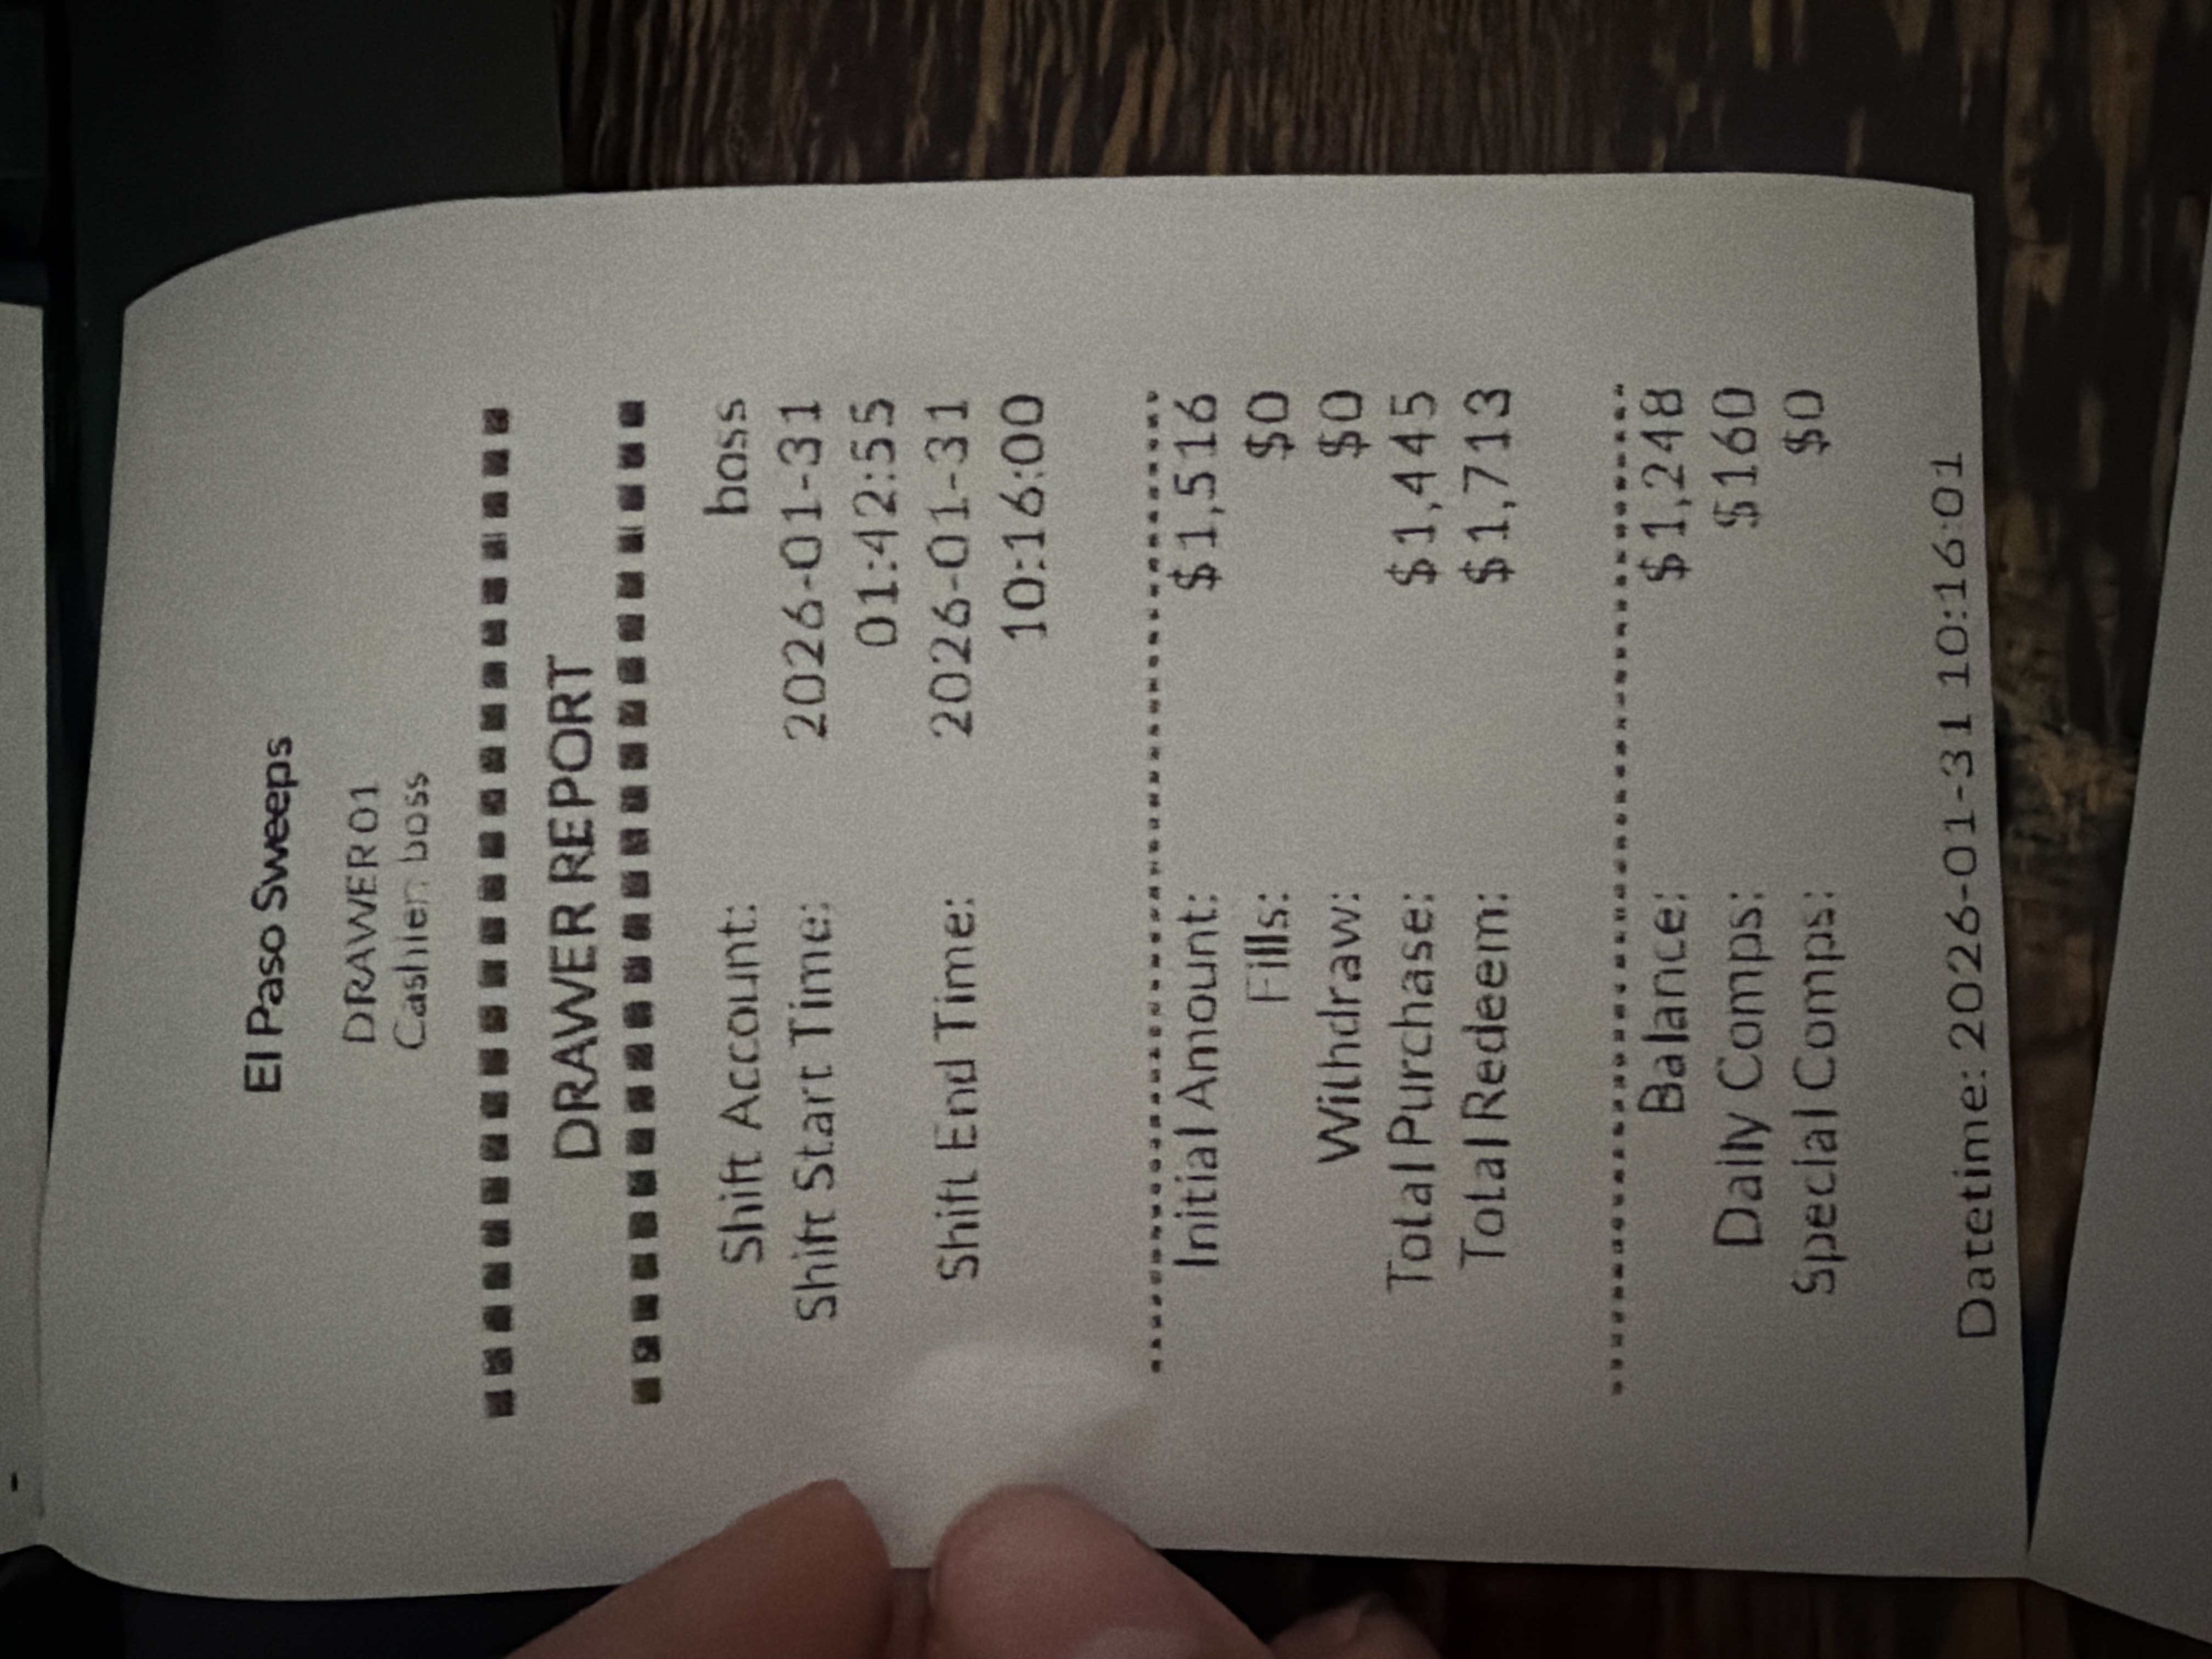 El Paso Sweeps
DRAWER01
Cashier: boss
DRAWER REPORT
Shift Account: boss
Shift Start Time: 2026-01-31
01:42:55
Shift End Time: 2026-01-31
10:16:00
Initial Amount: $1,516
Fills: $0
Withdraw: $0
Total Purchase: $1,445
Total Redeem: $1,713
Balance: $1,248
Daily Comps: $160
Special Comps: $0
Datetime: 2026-01-31 10:16:01